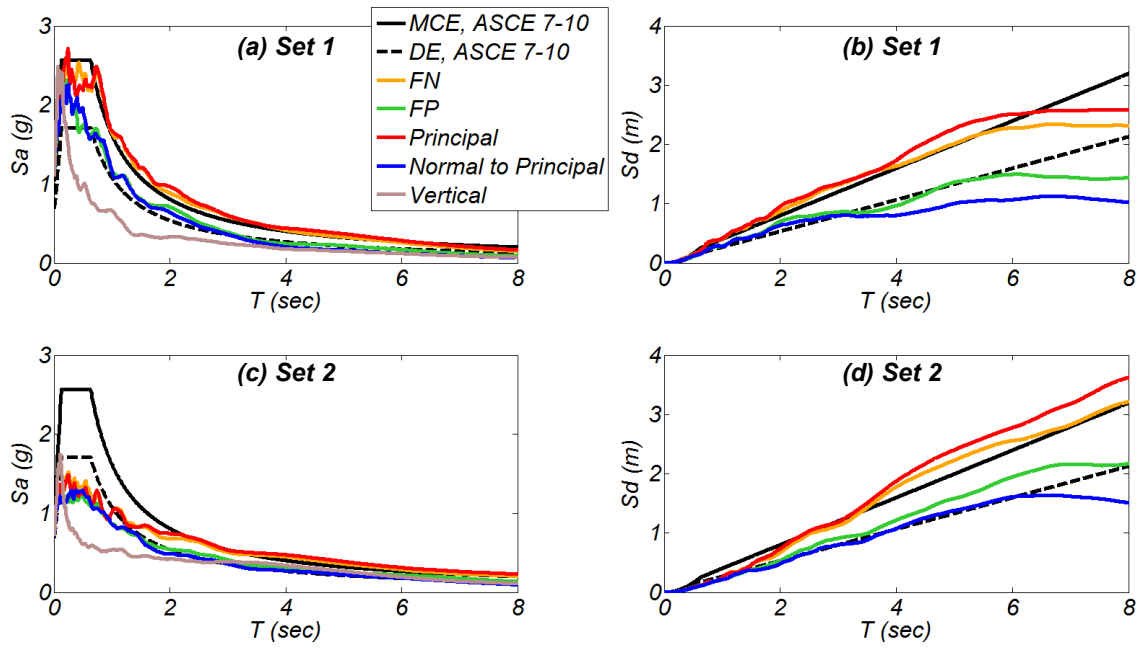 (a) Set 1
MCE, ASCE 7-10
DE, ASCE 7-10
FN
FP
Principal
Normal to Principal
Vertical
Sa (g)
3
2
1
0
0 2 4 6 8
T (sec)
(b) Set 1
Sd (m)
4
3
2
1
0
0 2 4 6 8
T (sec)
(c) Set 2
Sa (g)
3
2
1
0
0 2 4 6 8
T (sec)
(d) Set 2
Sd (m)
4
3
2
1
0
0 2 4 6 8
T (sec)